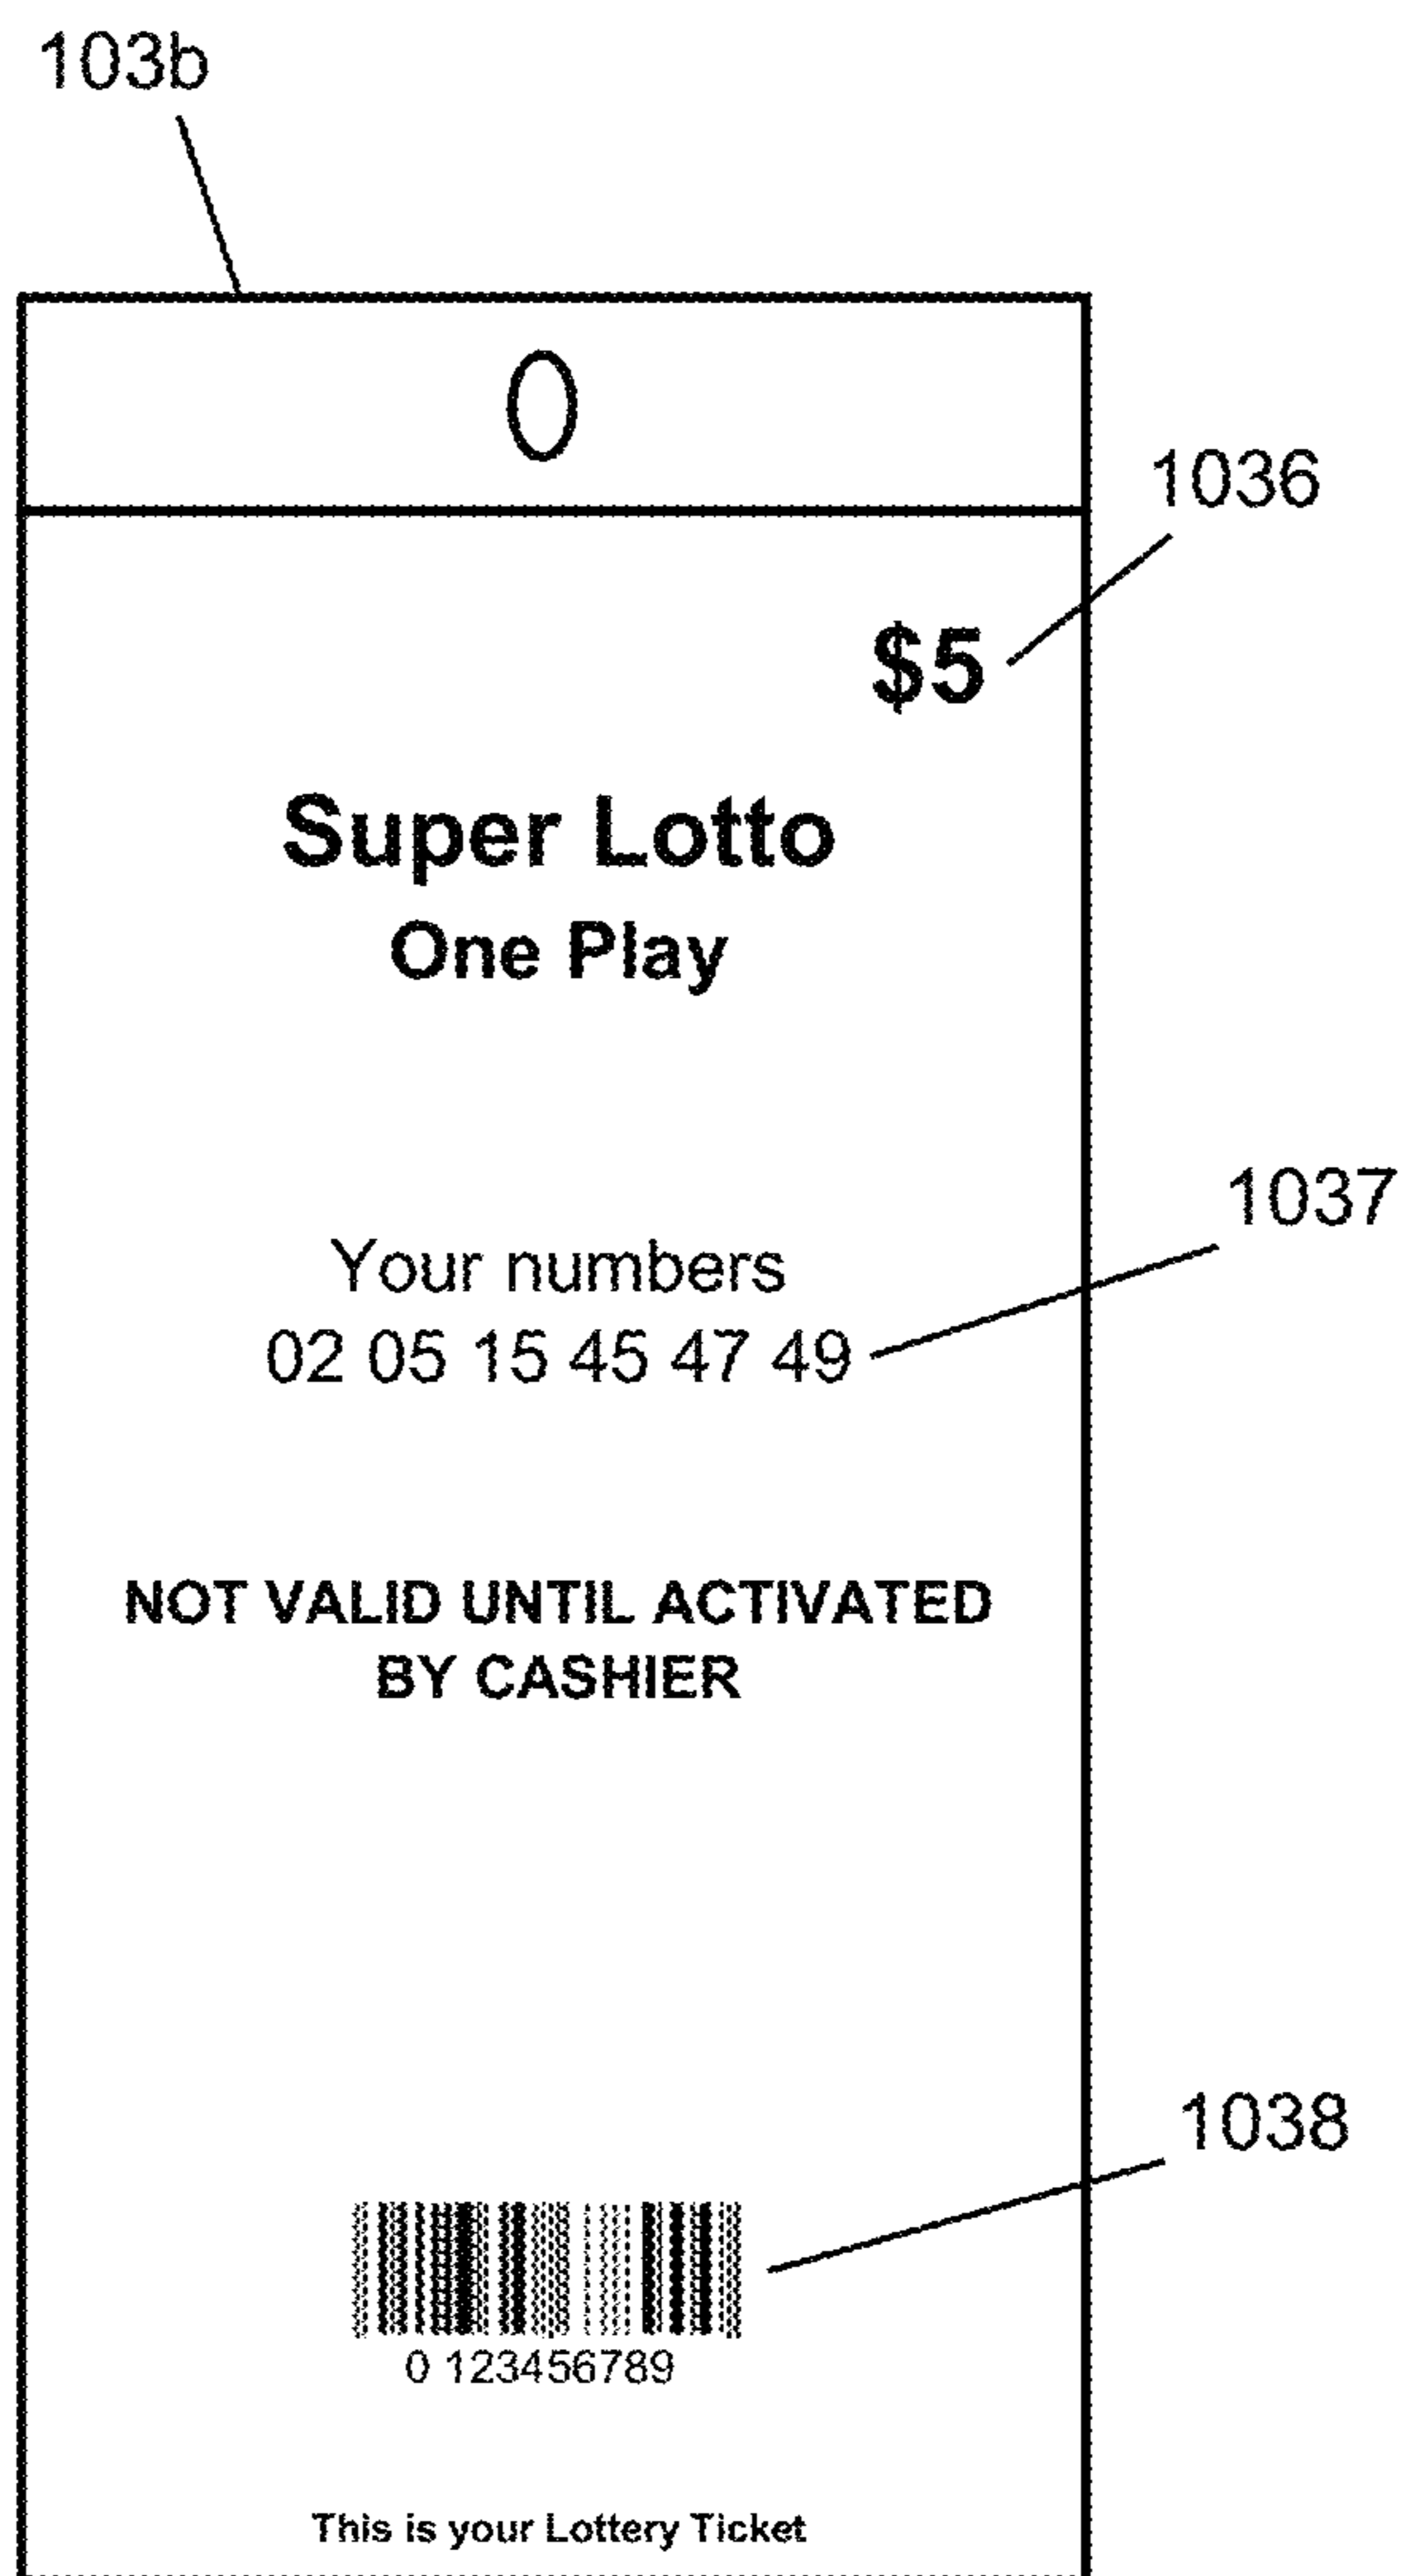 103b
1036
$5
Super Lotto
One Play
1037
Your numbers
02 05 15 45 47 49
NOT VALID UNTIL ACTIVATED
BY CASHIER
1038
0 123456789
This is your Lottery Ticket